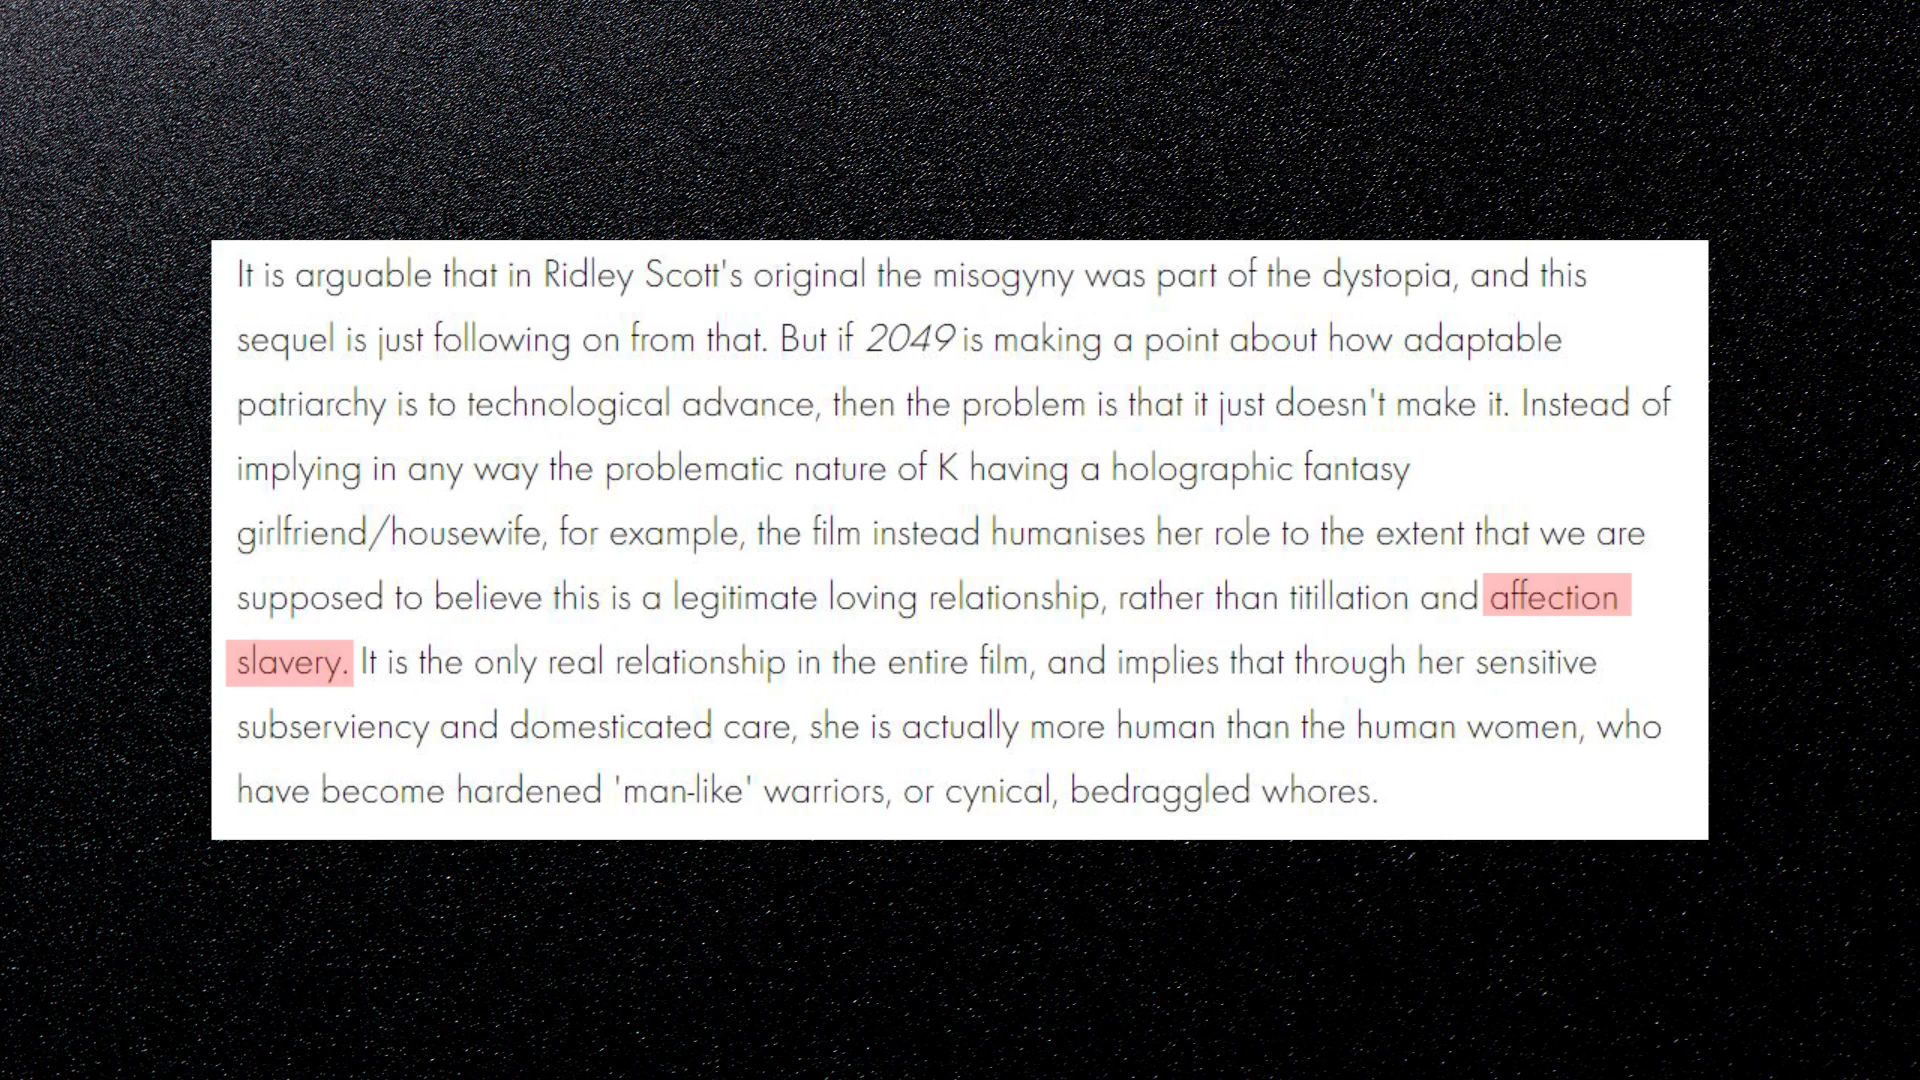 It is arguable that in Ridley Scott's original the misogyny was part of the dystopia, and this
sequel is just following on from that. But if 2049 is making a point about how adaptable
patriarchy is to technological advance, then the problem is that it just doesn't make it. Instead of
implying in any way the problematic nature of K having a holographic fantasy
girlfriend/housewife, for example, the film instead humanises her role to the extent that we are
supposed to believe this is a legitimate loving relationship, rather than titillation and affection
slavery. It is the only real relationship in the entire film, and implies that through her sensitive
subserviency and domesticated care, she is actually more human than the human women, who
have become hardened 'man-like' warriors, or cynical, bedraggled whores.